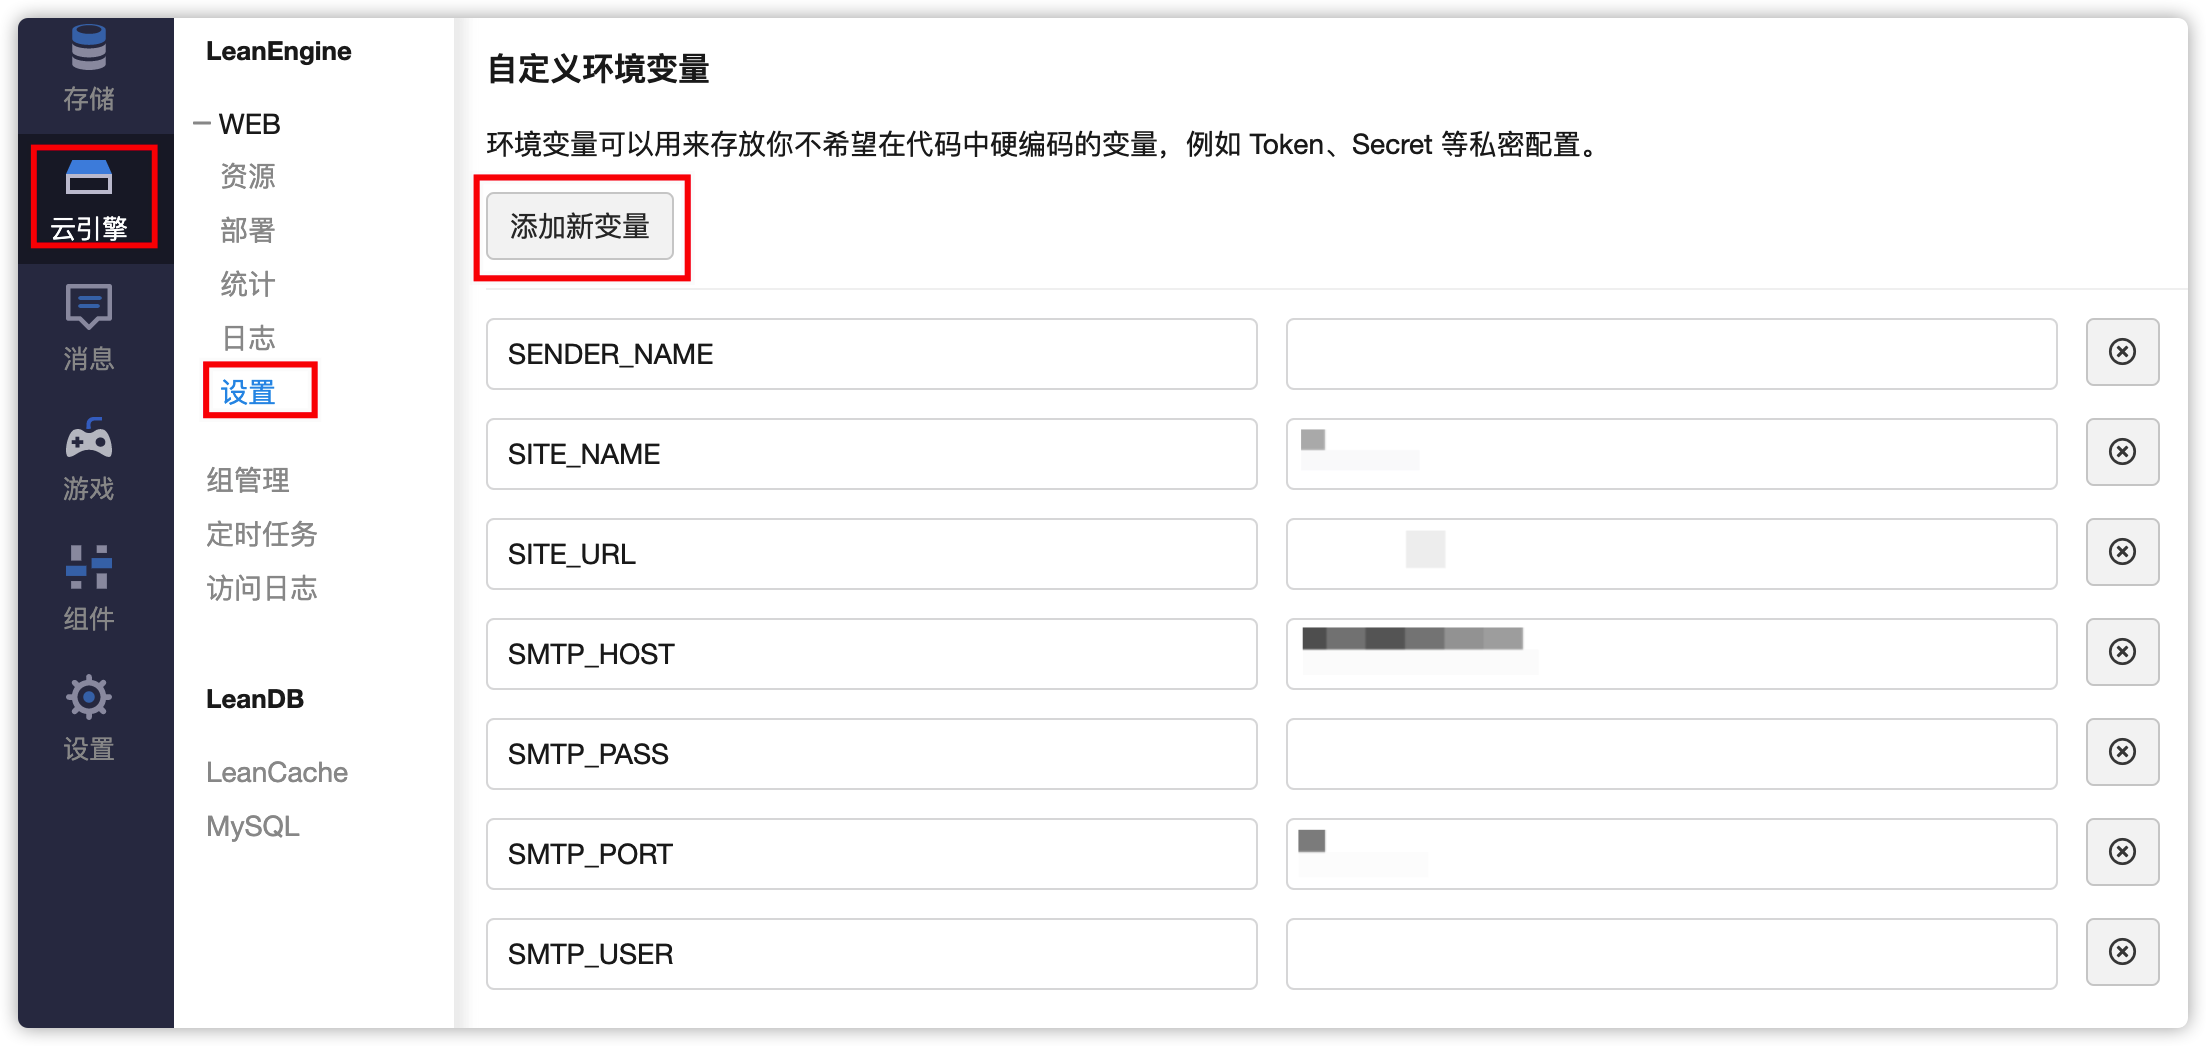 存储
云引擎
消息
游戏
组件
设置
LeanEngine
WEB
资源
部署
统计
日志
设置
组管理
定时任务
访问日志
LeanDB
LeanCache
MySQL
自定义环境变量
环境变量可以用来存放你不希望在代码中硬编码的变量，例如 Token、Secret 等私密配置。
添加新变量
SENDER_NAME
SITE_NAME
SITE_URL
SMTP_HOST
SMTP_PASS
SMTP_PORT
SMTP_USER